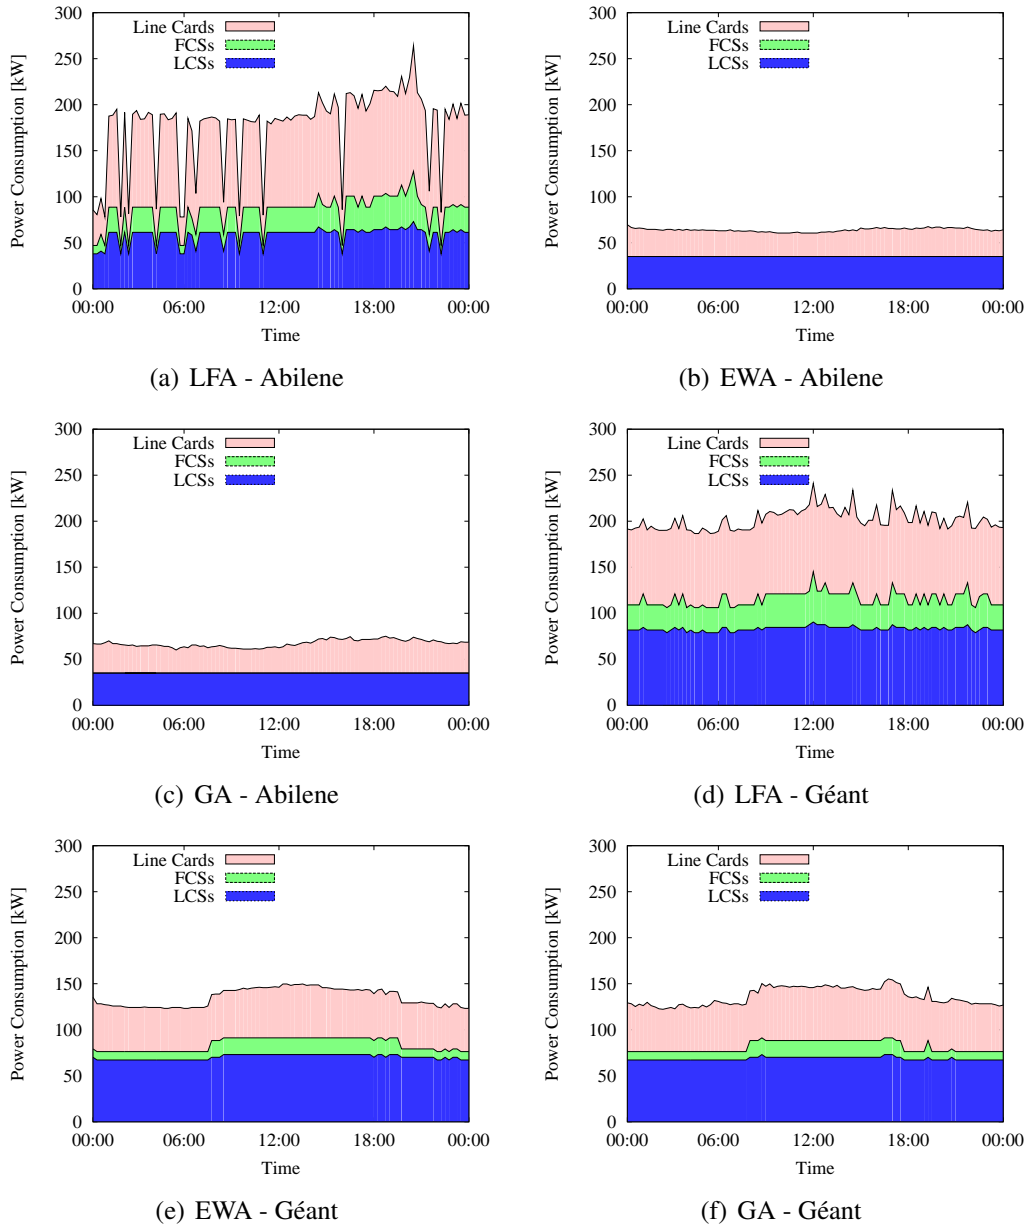 Power Consumption [kW]
300
250
200
150
100
50
0
Line Cards
FCSs
LCSs
00:00 06:00 12:00 18:00 00:00
Time
(a) LFA - Abilene
Power Consumption [kW]
300
250
200
150
100
50
0
Line Cards
FCSs
LCSs
00:00 06:00 12:00 18:00 00:00
Time
(b) EWA - Abilene
Power Consumption [kW]
300
250
200
150
100
50
0
Line Cards
FCSs
LCSs
00:00 06:00 12:00 18:00 00:00
Time
(c) GA - Abilene
Power Consumption [kW]
300
250
200
150
100
50
0
Line Cards
FCSs
LCSs
00:00 06:00 12:00 18:00 00:00
Time
(d) LFA - Géant
Power Consumption [kW]
300
250
200
150
100
50
0
Line Cards
FCSs
LCSs
00:00 06:00 12:00 18:00 00:00
Time
(e) EWA - Géant
Power Consumption [kW]
300
250
200
150
100
50
0
Line Cards
FCSs
LCSs
00:00 06:00 12:00 18:00 00:00
Time
(f) GA - Géant